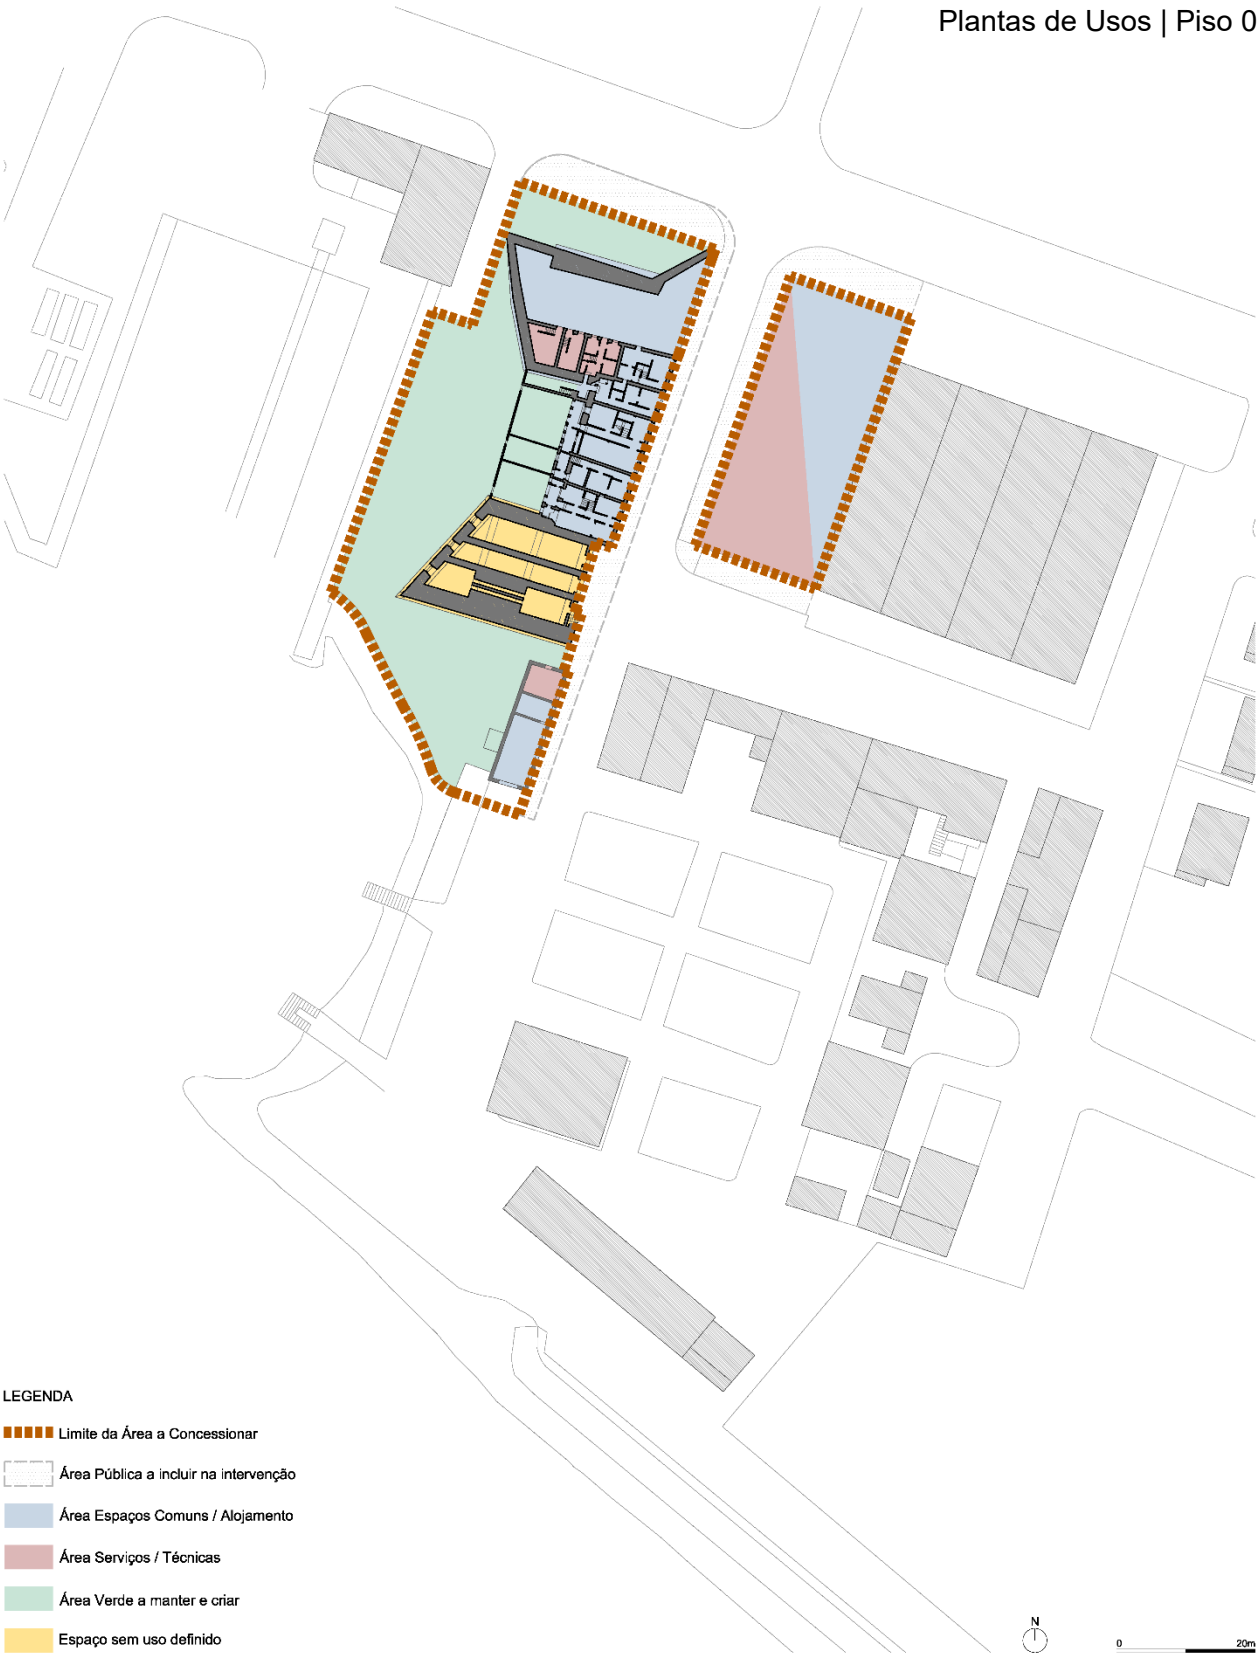 Plantas de Usos | Piso 0
LEGENDA
Limite da Área a Concessionar
Área Pública a incluir na intervenção
Área Espaços Comuns / Alojamento
Área Serviços / Técnicas
Área Verde a manter e criar
Espaço sem uso definido
N
0 20m